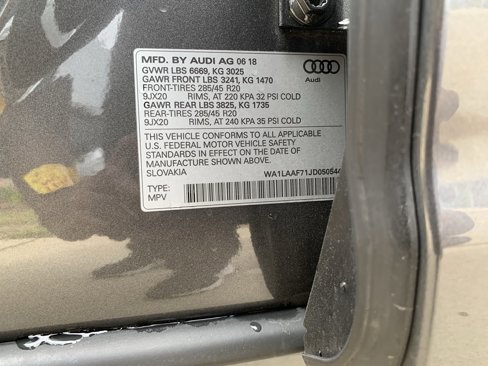 MFD. BY AUDI AG 06 18
GVWR LBS 6669, KG 3025
GAWR FRONT LBS 3241, KG 1470
FRONT-TIRES 285/45 R20
9JX20 RIMS, AT 220 KPA 32 PSI COLD
GAWR REAR LBS 3825, KG 1735
REAR-TIRES 285/45 R20
9JX20 RIMS, AT 240 KPA 35 PSI COLD
Audi
THIS VEHICLE CONFORMS TO ALL APPLICABLE
U.S. FEDERAL MOTOR VEHICLE SAFETY
STANDARDS IN EFFECT ON THE DATE OF
MANUFACTURE SHOWN ABOVE.
SLOVAKIA WA1LAAF71JD050544
TYPE:
MPV